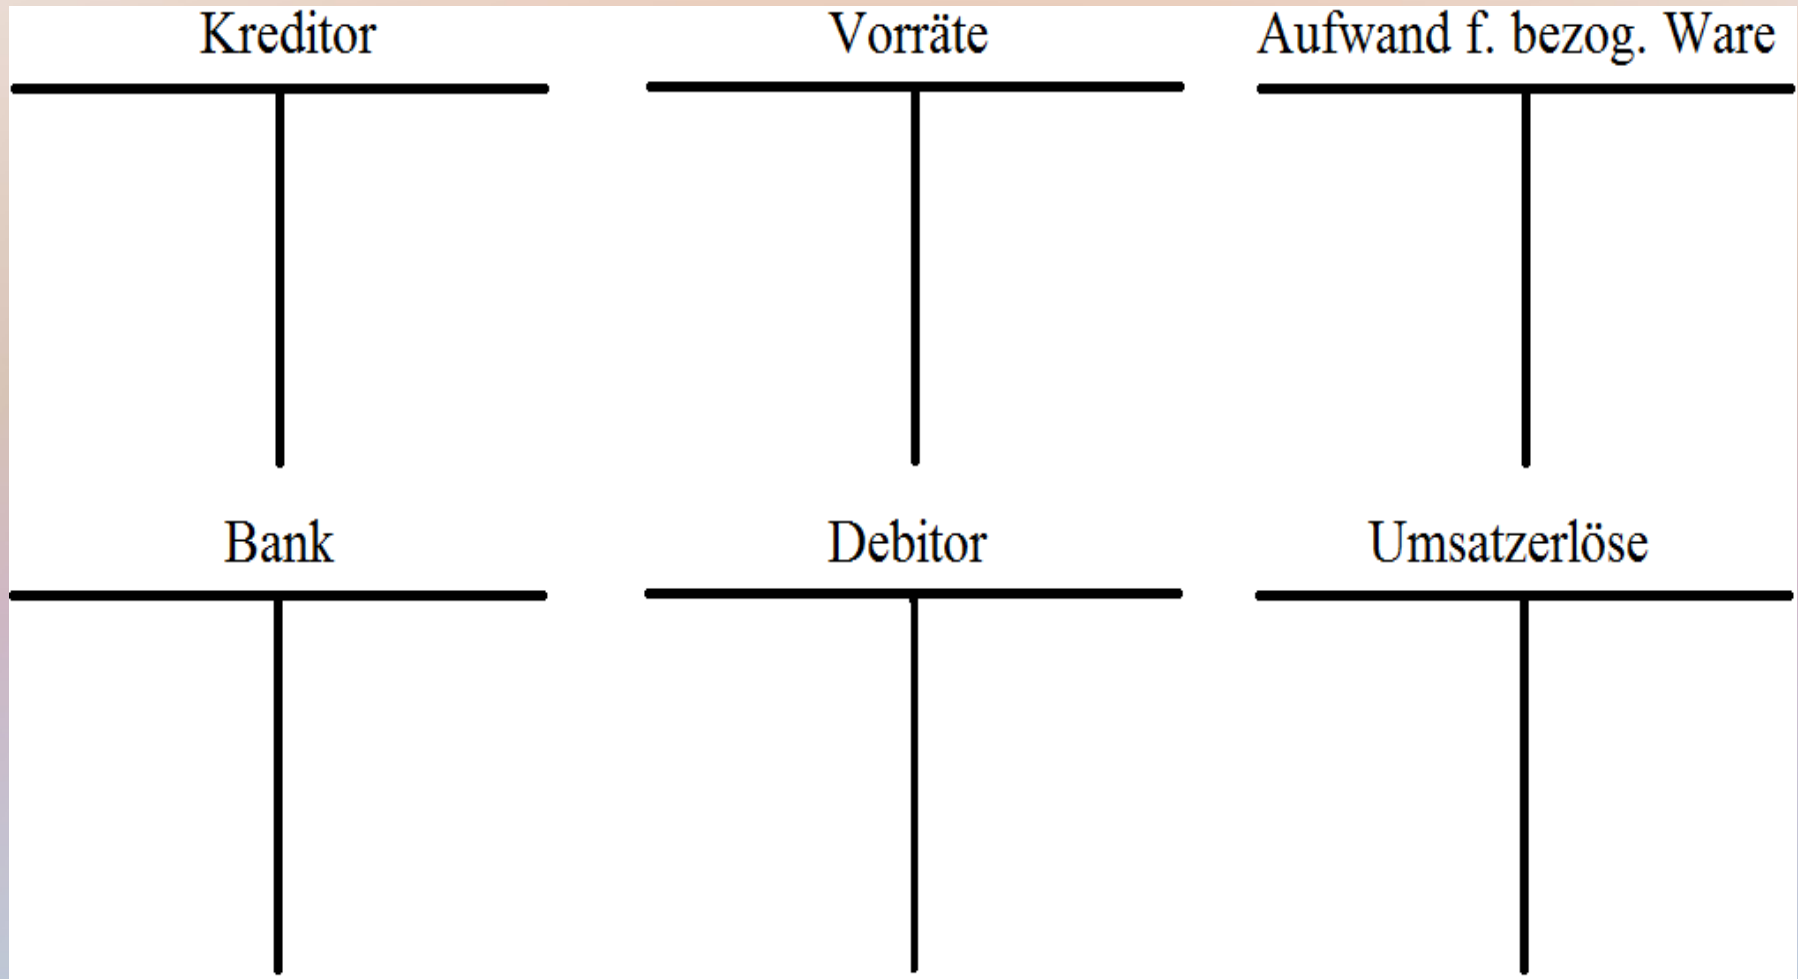 Kreditor
Vorräte
Aufwand f. bezog. Ware
Bank
Debitor
Umsatzerlöse